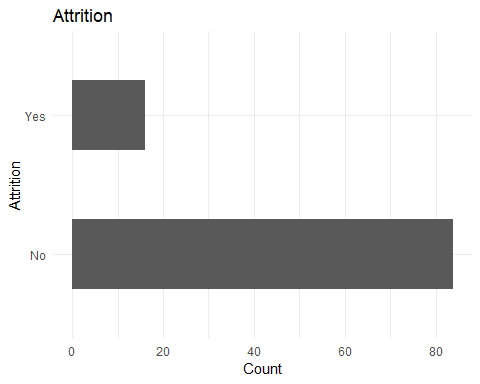 Attrition
Yes
No
Attrition
0 20 40 60 80
Count